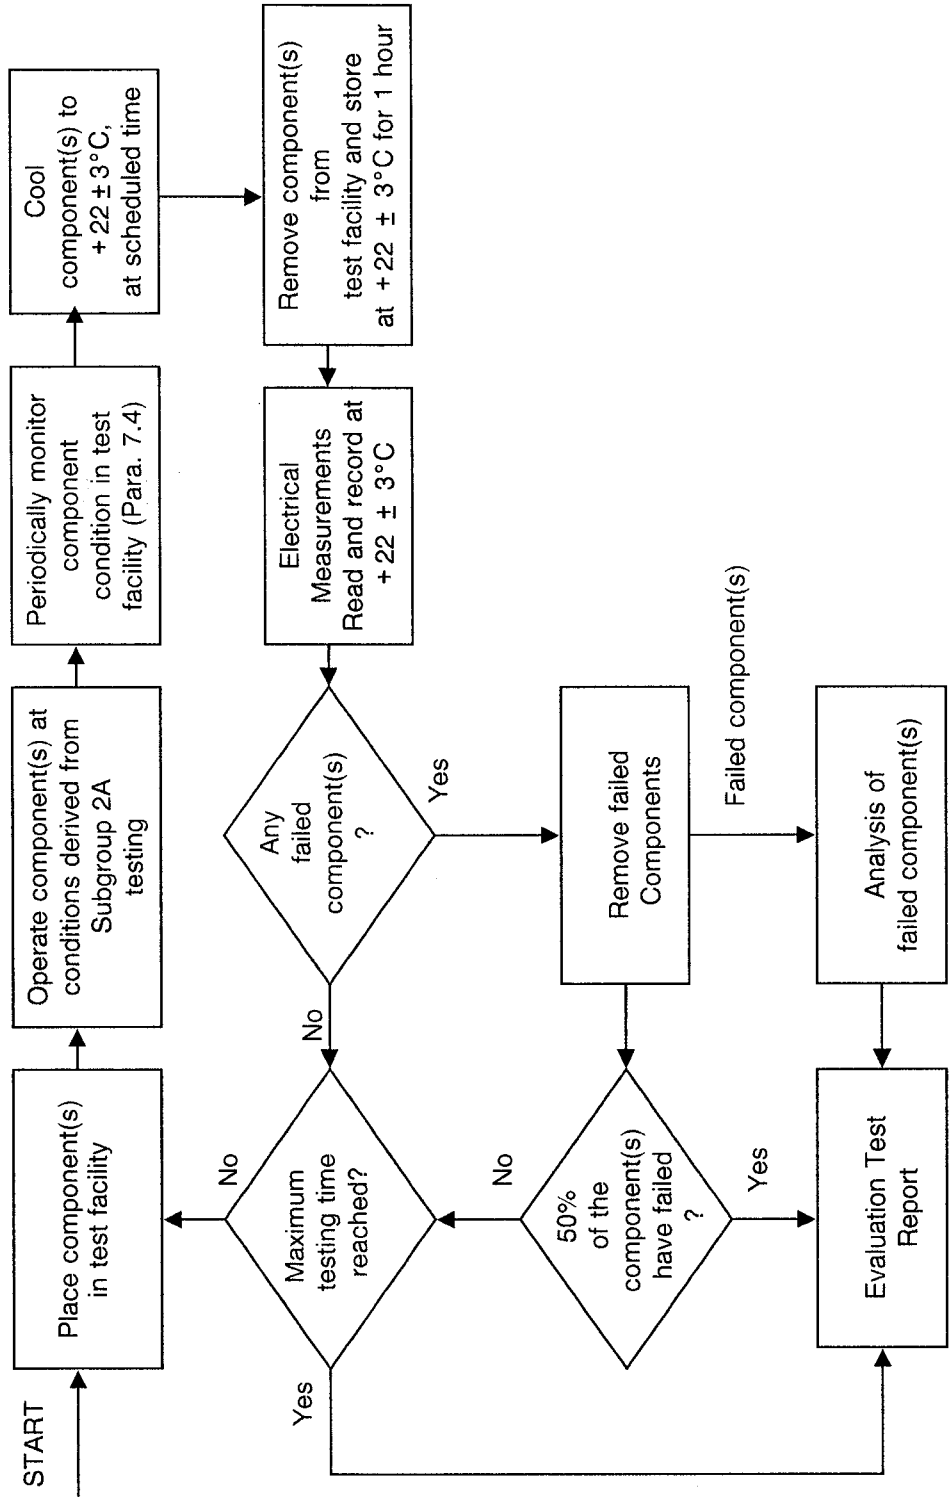 START
Place component(s)
in test facility
Operate component(s) at
conditions derived from
Subgroup 2A
testing
Periodically monitor
component
condition in test
facility (Para. 7.4)
Cool
component(s) to
+22±3°C,
at scheduled time
Remove component(s)
from
test facility and store
at +22 ± 3°C for 1 hour
Electrical
Measurements
Read and record at
+22 ± 3°C
Any
failed
component(s)
?
No
Yes
Maximum
testing time
reached?
No
Yes
Remove failed
Components
Failed component(s)
50%
of the
component(s)
have failed
?
No
Yes
Analysis of
failed component(s)
Evaluation Test
Report